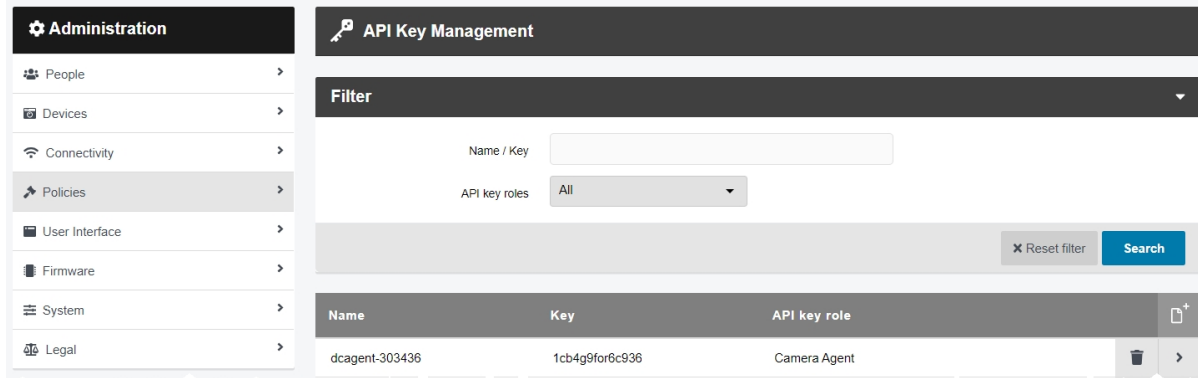 Administration
People
Devices
Connectivity
Policies
User Interface
Firmware
System
Legal
API Key Management
Filter
Name / Key
API key roles All
Reset filter Search
Name Key API key role
dcagent-303436 1cb4g9for6c936 Camera Agent